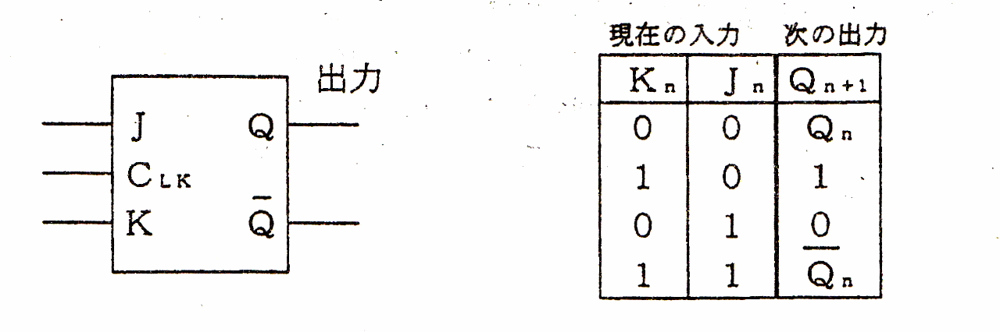 出力
J Q
CLK
K Q̄
現在の入力 次の出力
Kn Jn Qn+1
0 0 Qn
1 0 1
0 1 0
1 1 Q̄n